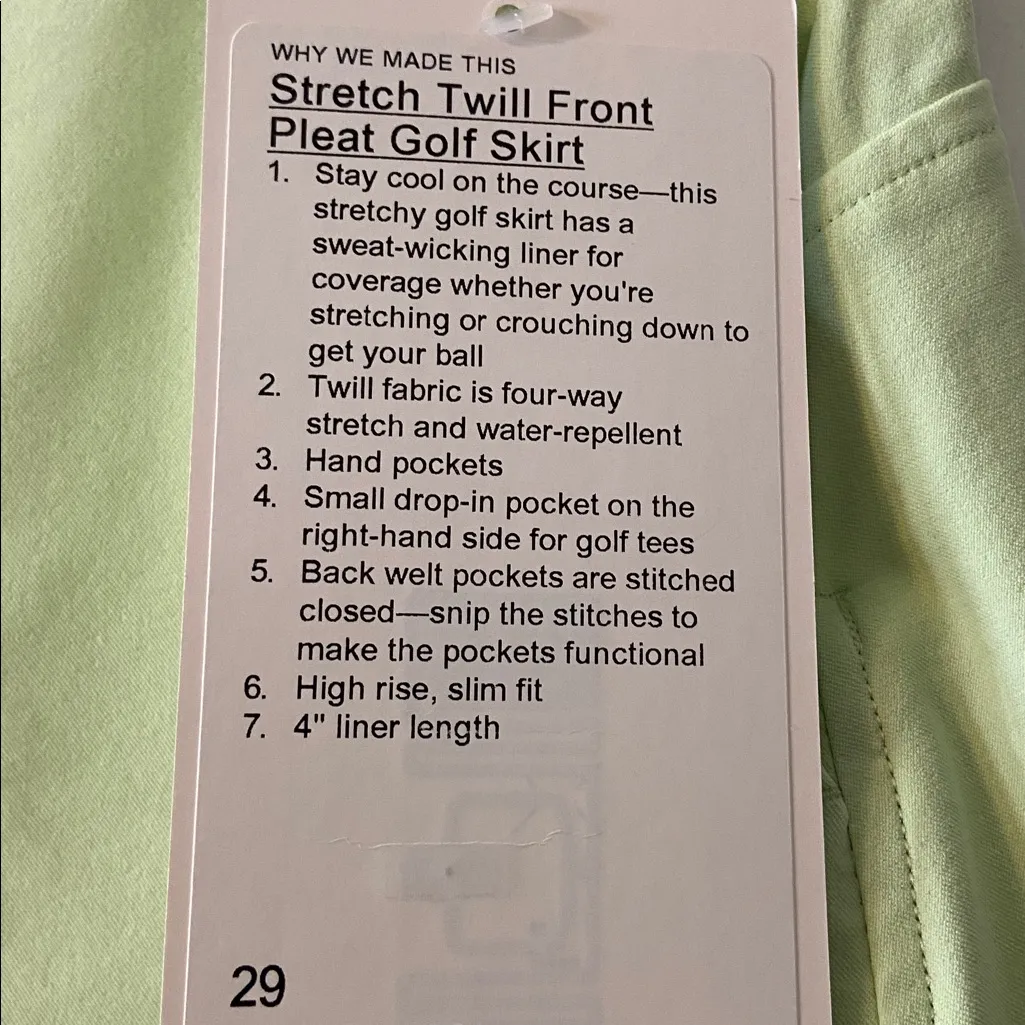 WHY WE MADE THIS
Stretch Twill Front
Pleat Golf Skirt
1. Stay cool on the course—this
stretchy golf skirt has a
sweat-wicking liner for
coverage whether you're
stretching or crouching down to
get your ball
2. Twill fabric is four-way
stretch and water-repellent
3. Hand pockets
4. Small drop-in pocket on the
right-hand side for golf tees
5. Back welt pockets are stitched
closed—snip the stitches to
make the pockets functional
6. High rise, slim fit
7. 4" liner length
29